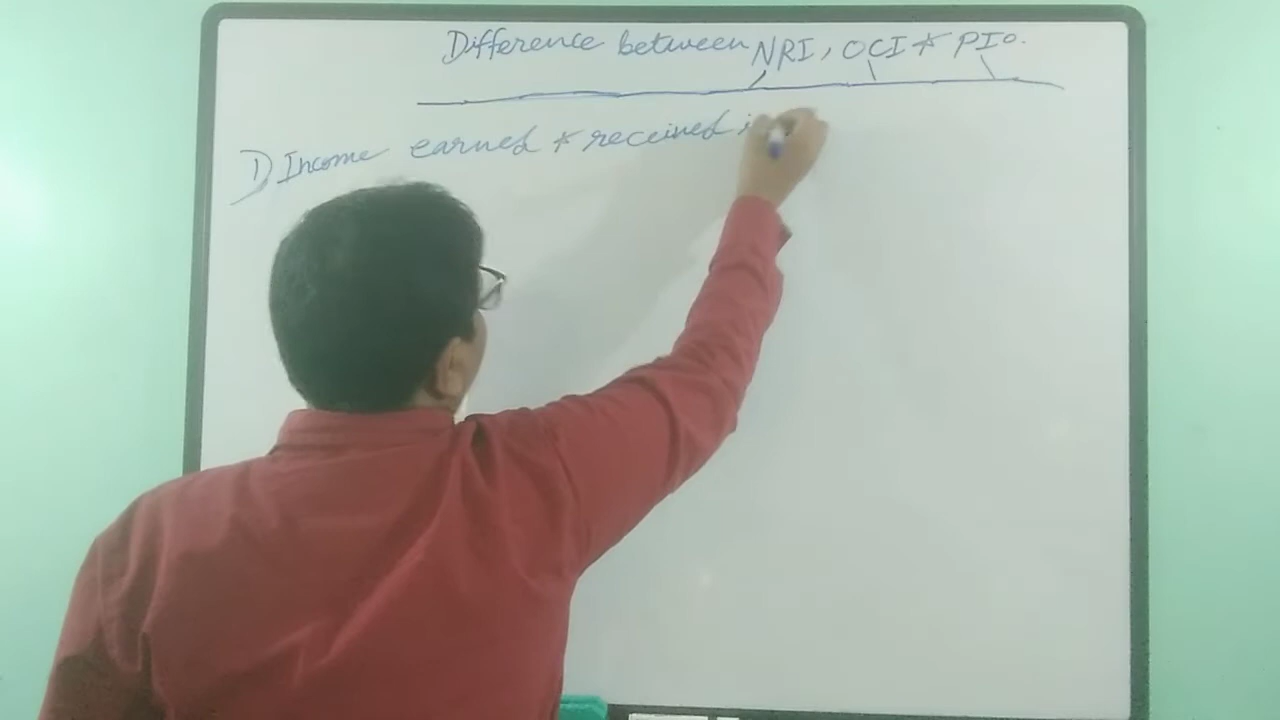 Difference between NRI, OCI & PIO.
1) Income earned & received